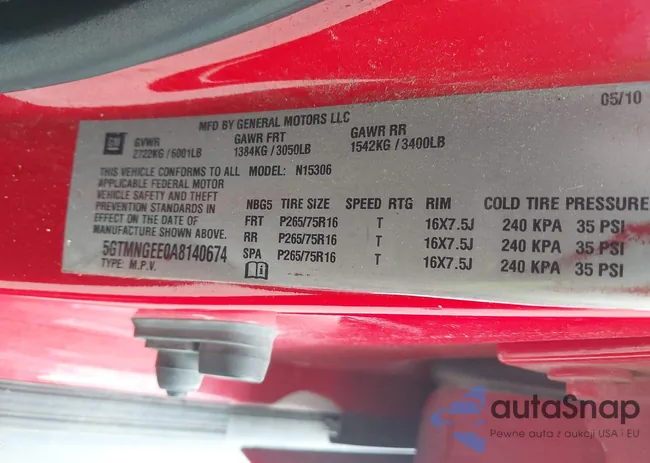 05/10
MFD BY GENERAL MOTORS LLC
GM GVWR GAWR FRT GAWR RR
2722KG / 6001LB 1384KG / 3050LB 1542KG / 3400LB
THIS VEHICLE CONFORMS TO ALL MODEL: N15306
APPLICABLE FEDERAL MOTOR
VEHICLE SAFETY AND THEFT
PREVENTION STANDARDS IN
EFFECT ON THE DATE OF
MANUFACTURE SHOWN ABOVE.
5GTMNGEE0A8140674
TYPE: M.P.V.
NBG5 TIRE SIZE SPEED RTG RIM COLD TIRE PRESSURE
FRT P265/75R16 T 16X7.5J 240 KPA 35 PSI
RR P265/75R16 T 16X7.5J 240 KPA 35 PSI
SPA P265/75R16 T 16X7.5J 240 KPA 35 PSI
autaSnap
Pewne auta z aukcji USA i EU